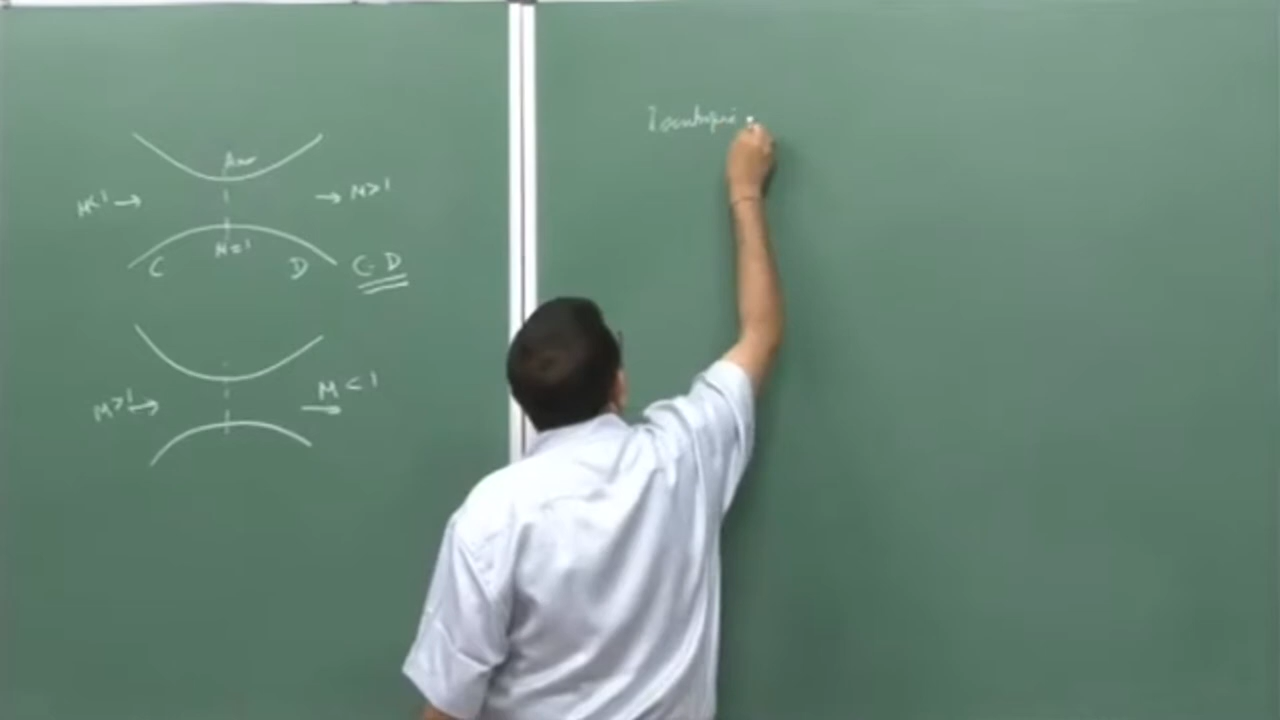 M<1 → → M>1
M=1
C D C-D
M>1 → M<1
Isentropic